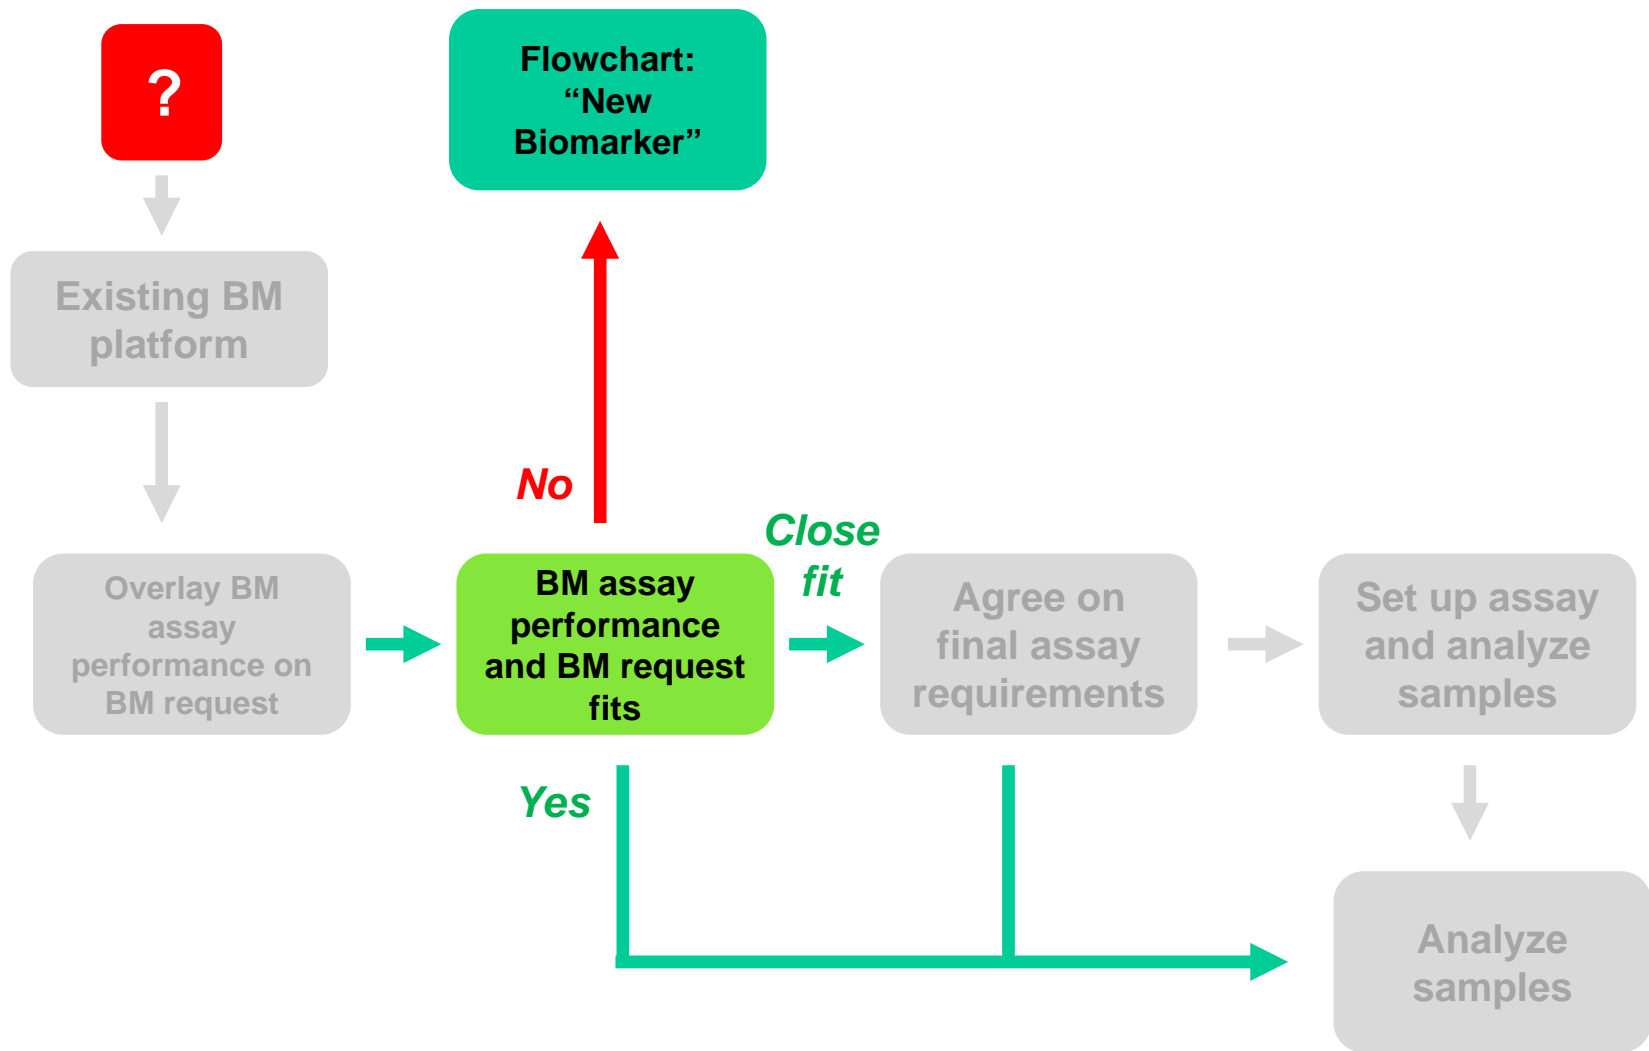 ?
Flowchart:
“New
Biomarker”
Existing BM
platform
No
Close
fit
Overlay BM
assay
performance on
BM request
BM assay
performance
and BM request
fits
Agree on
final assay
requirements
Set up assay
and analyze
samples
Yes
Analyze
samples